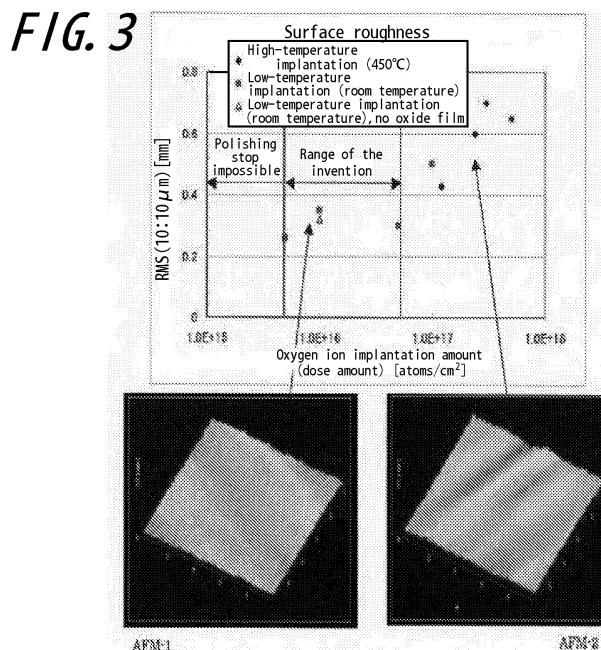 FIG. 3
Surface roughness
High-temperature
implantation (450℃)
Low-temperature
implantation (room temperature)
Low-temperature implantation
(room temperature), no oxide film
0.8
0.6
0.4
0.2
0
RMS(10:10μm)[mm]
Polishing
stop
impossible
Range of the
invention
1.0E+15 1.0E+16 1.0E+17 1.0E+18
Oxygen ion implantation amount
(dose amount) [atoms/cm²]
AFM-1 AFM-2